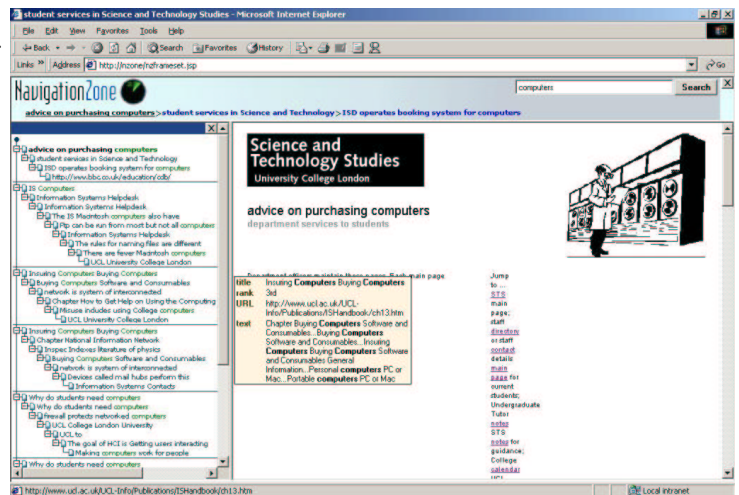 student services in Science and Technology Studies - Microsoft Internet Explorer
File Edit View Favorites Tools Help
Back Search Favorites History
Links » Address http://nzone/nzframeset.jsp Go
NavigationZone computers Search X
advice on purchasing computers>student services in Science and Technology>ISD operates booking system for computers
X
advice on purchasing computers
student services in Science and Technology
ISD operates booking system for computers
http://www.bbc.co.uk/education/cdb/
IS Computers
Information Systems Helpdesk
Information Systems Helpdesk
The IS Macintosh computers also have
Ftp can be run from most but not all computers
Information Systems Helpdesk
The rules for naming files are different
There are fewer Macintosh computers
UCL University College London
Insuring Computers Buying Computers
Buying Computers Software and Consumables
network is system of interconnected
Chapter How to Get Help on Using the Computing
Misuse includes using College computers
UCL University College London
Insuring Computers Buying Computers
Chapter National Information Network
Inspec Indexes literature of physics
Buying Computers Software and Consumables
network is system of interconnected
Devices called mail hubs perform this
Information Systems Contacts
Why do students need computers
Why do students need computers
firewall protects networked computers
UCL College London University
UCL to
The goal of HCI is Getting users interacting
Making computers work for people
Why do students need computers
Science and
Technology Studies
University College London
advice on purchasing computers
department services to students
Department officers maintain these pages. Each main page
title Insuring Computers Buying Computers
rank 3rd
URL http://www.ucl.ac.uk/UCL-
Info/Publications/ISHandbook/ch13.htm
text Chapter Buying Computers Software and
Consumables...Buying Computers
Software and Consumables...Insuring
Computers Buying Computers Software
and Consumables General
Information...Personal computers PC or
Mac...Portable computers PC or Mac
Jump
to ...
STS
main
page;
staff
directory
or staff
contact
details
main
page for
current
students;
Undergraduate
Tutor
notes
STS
notes for
guidance;
College
calendar
UCL
http://www.ucl.ac.uk/UCL-Info/Publications/ISHandbook/ch13.htm Local intranet